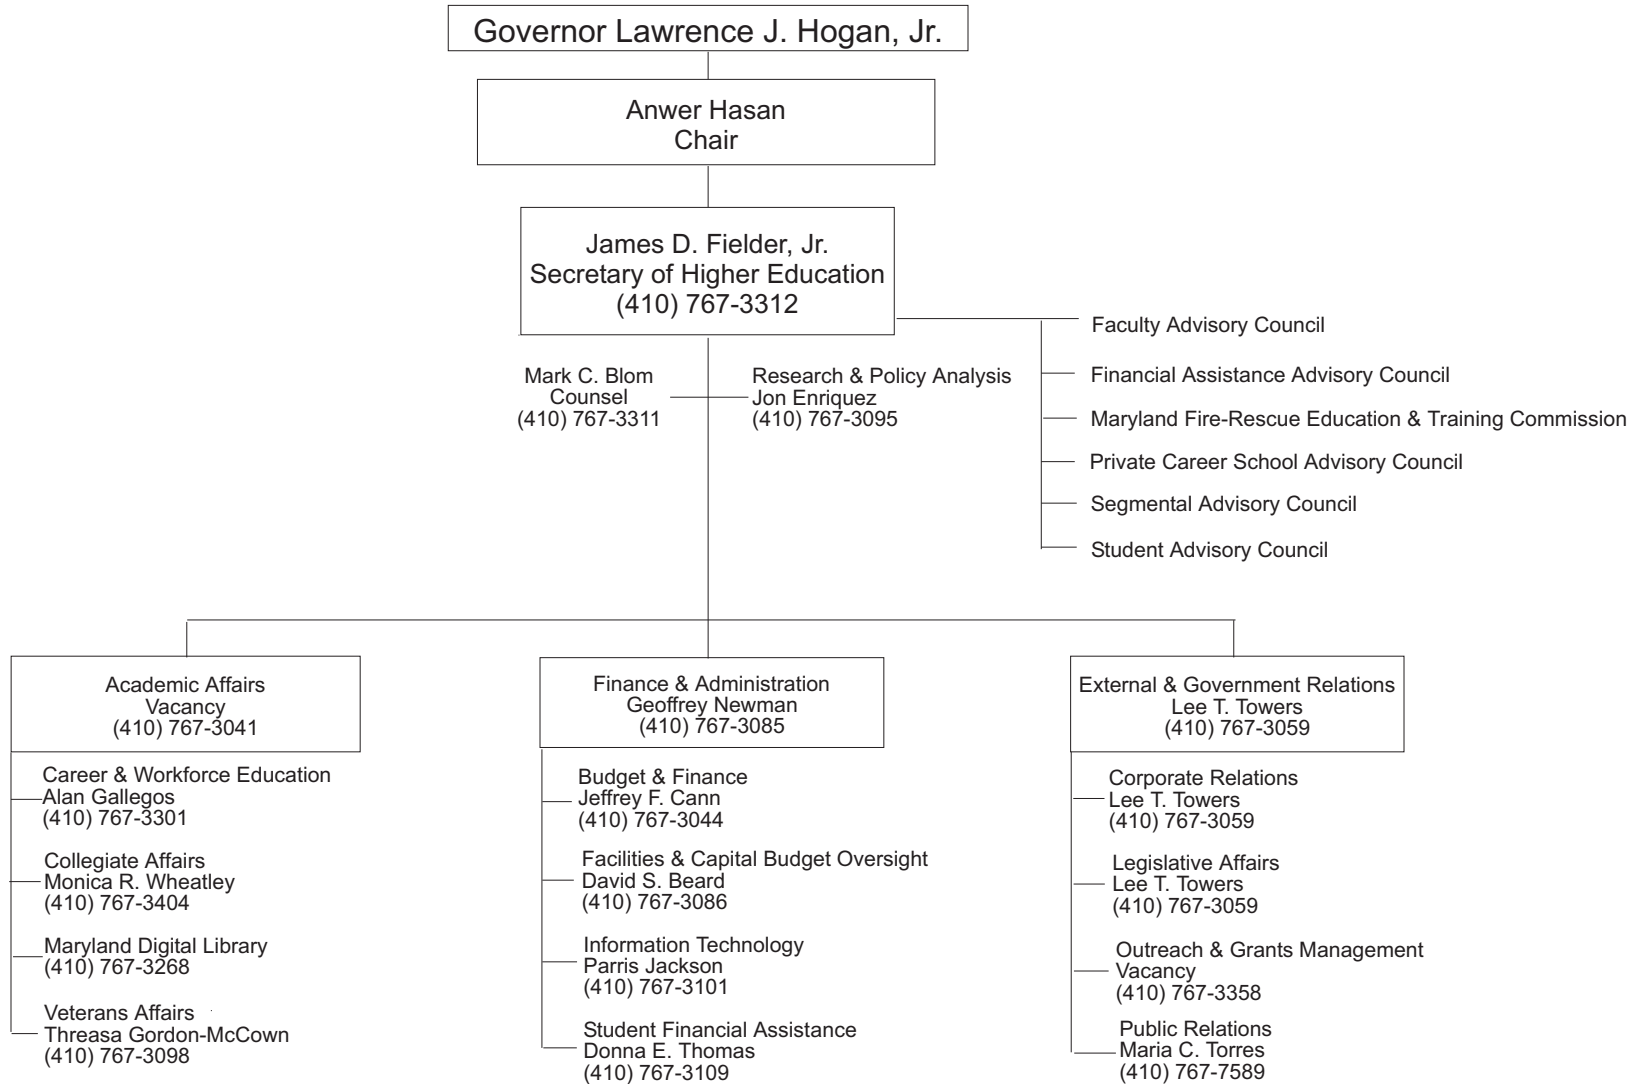 Governor Lawrence J. Hogan, Jr.
Anwer Hasan
Chair
James D. Fielder, Jr.
Secretary of Higher Education
(410) 767-3312
Mark C. Blom
Counsel
(410) 767-3311
Research & Policy Analysis
Jon Enriquez
(410) 767-3095
Faculty Advisory Council
Financial Assistance Advisory Council
Maryland Fire-Rescue Education & Training Commission
Private Career School Advisory Council
Segmental Advisory Council
Student Advisory Council
Academic Affairs
Vacancy
(410) 767-3041
Career & Workforce Education
Alan Gallegos
(410) 767-3301
Collegiate Affairs
Monica R. Wheatley
(410) 767-3404
Maryland Digital Library
(410) 767-3268
Veterans Affairs
Threasa Gordon-McCown
(410) 767-3098
Finance & Administration
Geoffrey Newman
(410) 767-3085
Budget & Finance
Jeffrey F. Cann
(410) 767-3044
Facilities & Capital Budget Oversight
David S. Beard
(410) 767-3086
Information Technology
Parris Jackson
(410) 767-3101
Student Financial Assistance
Donna E. Thomas
(410) 767-3109
External & Government Relations
Lee T. Towers
(410) 767-3059
Corporate Relations
Lee T. Towers
(410) 767-3059
Legislative Affairs
Lee T. Towers
(410) 767-3059
Outreach & Grants Management
Vacancy
(410) 767-3358
Public Relations
Maria C. Torres
(410) 767-7589